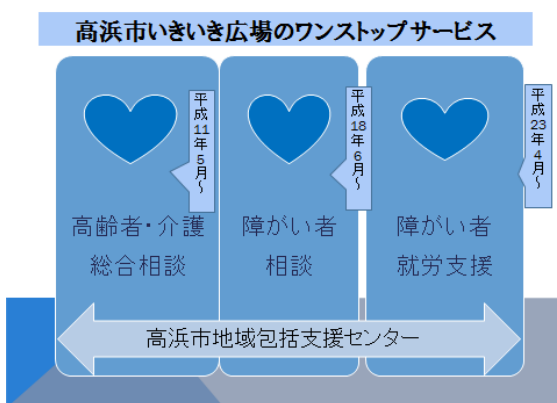 高浜市いきいき広場のワンストップサービス
平成11年5月～
高齢者・介護
総合相談
平成18年6月～
障がい者
相談
平成23年4月～
障がい者
就労支援
高浜市地域包括支援センター